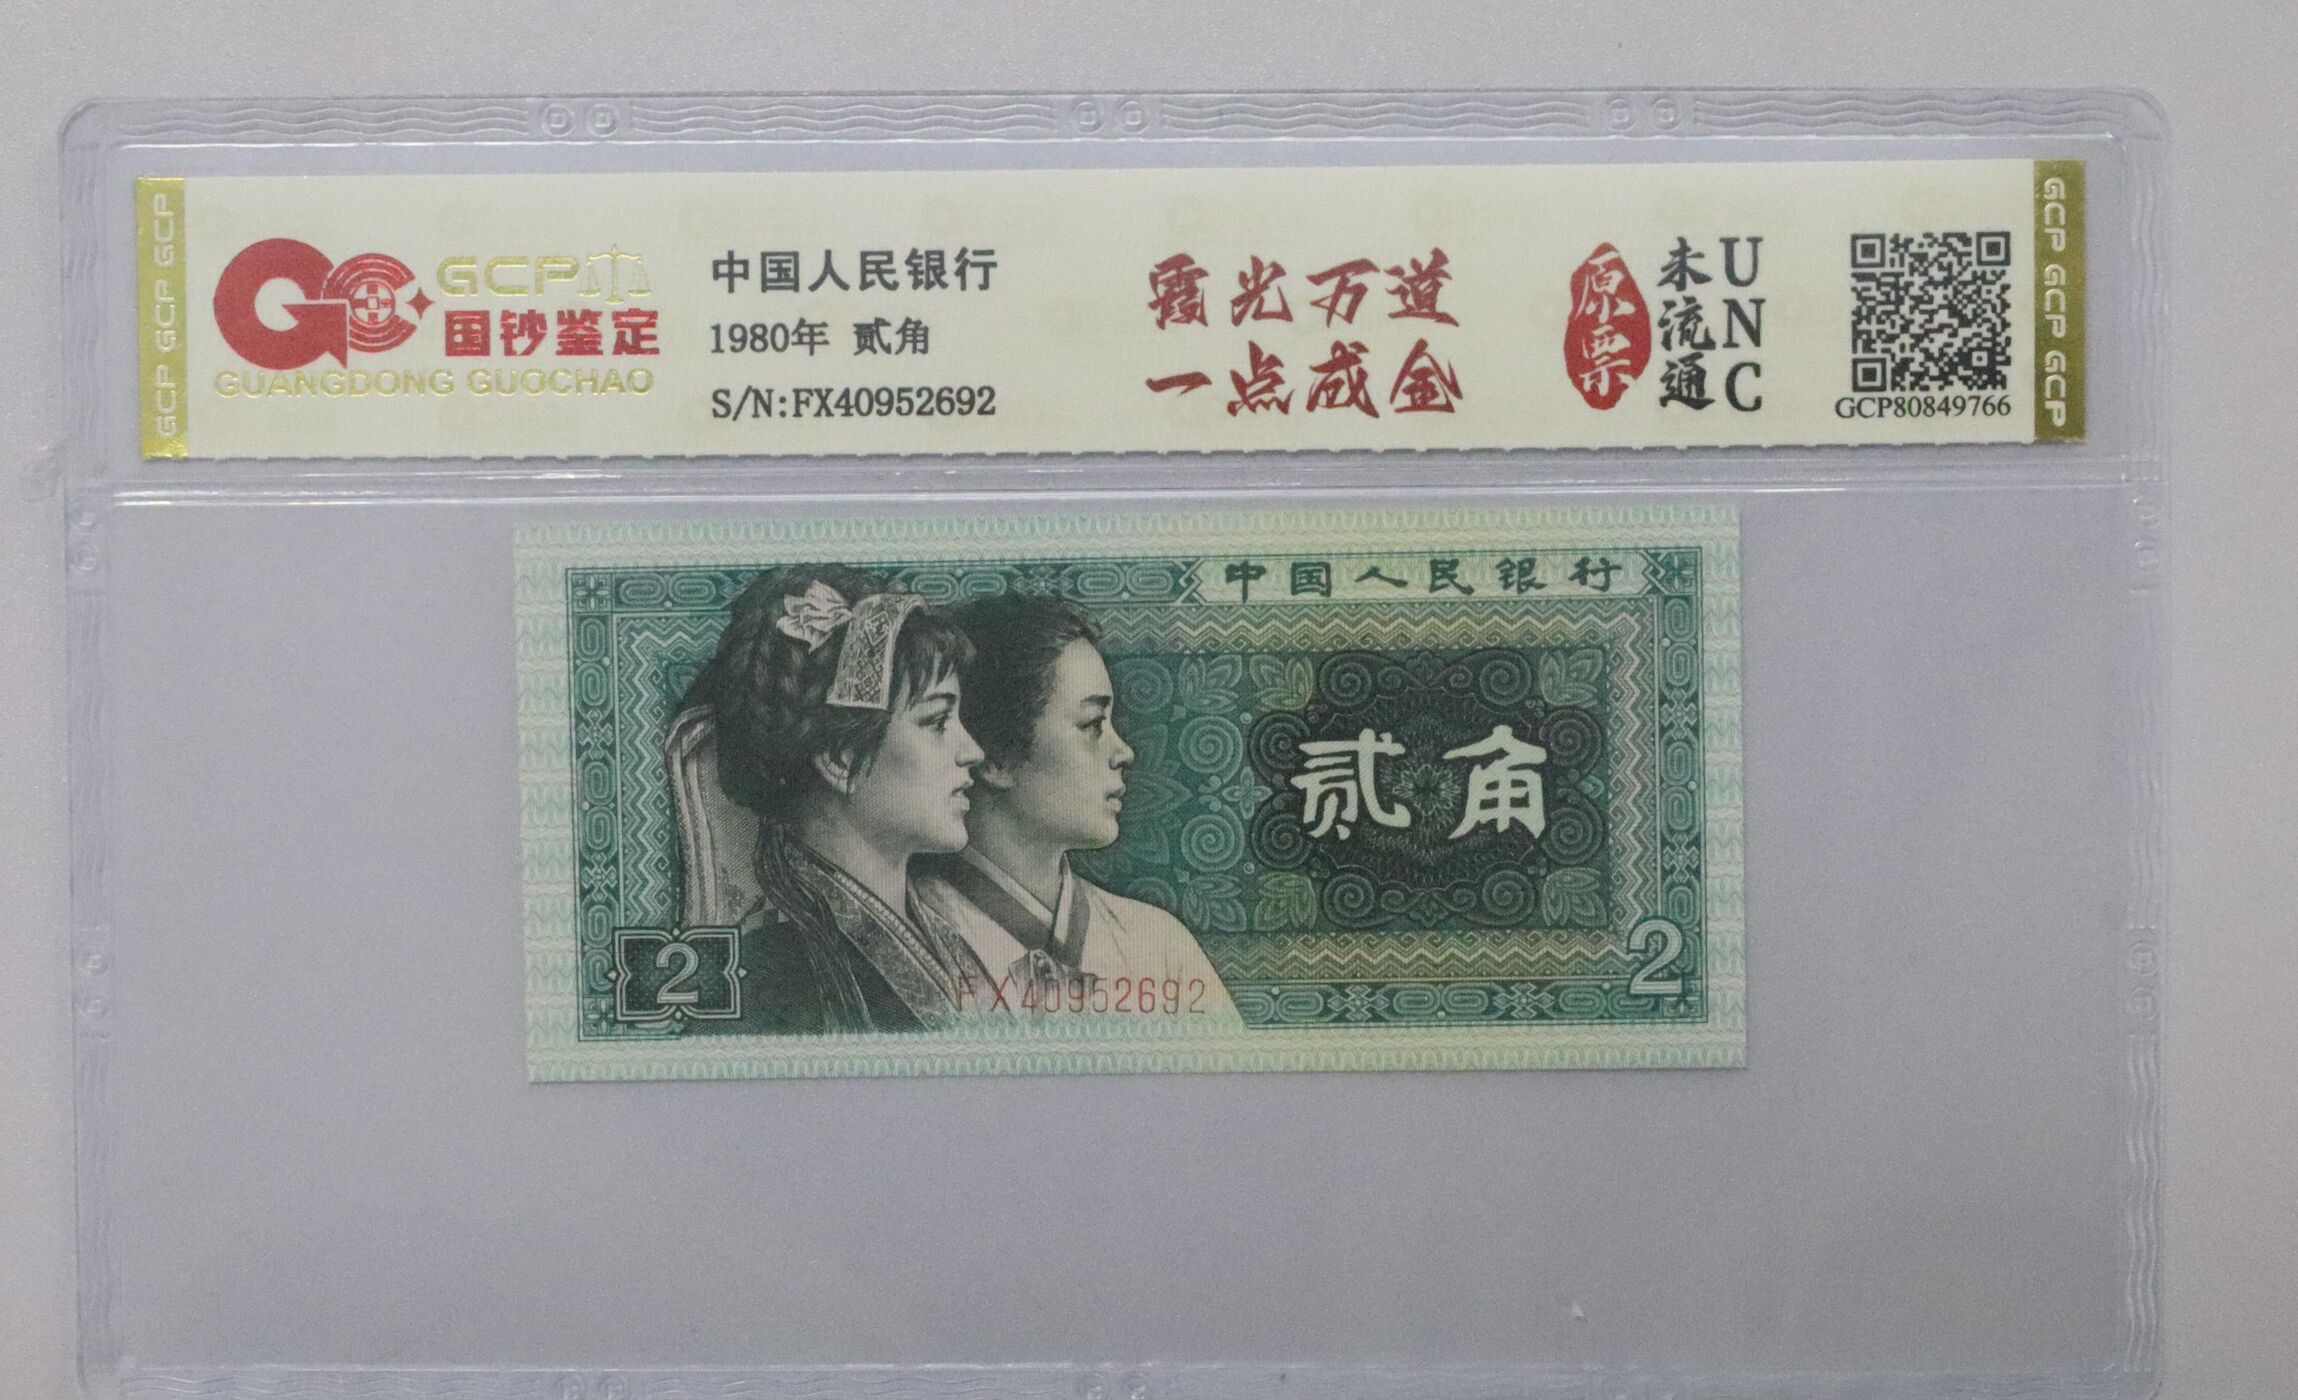 GCP
国钞鉴定
GUANGDONG GUOCHAO
中国人民银行
1980年 贰角
S/N:FX40952692
霞光万道
一点成金
原票
未流通
UNC
GCP80849766
GCP GCP GCP
GCP GCP GCP
中国人民银行
贰角
2
2
FX40952692